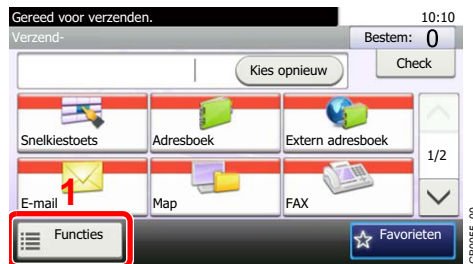 Gereed voor verzenden.
10:10
Verzend-
Bestem: 0
Kies opnieuw
Check
Snelkiestoets
Adresboek
Extern adresboek
1/2
E-mail
1
Map
FAX
Functies
Favorieten